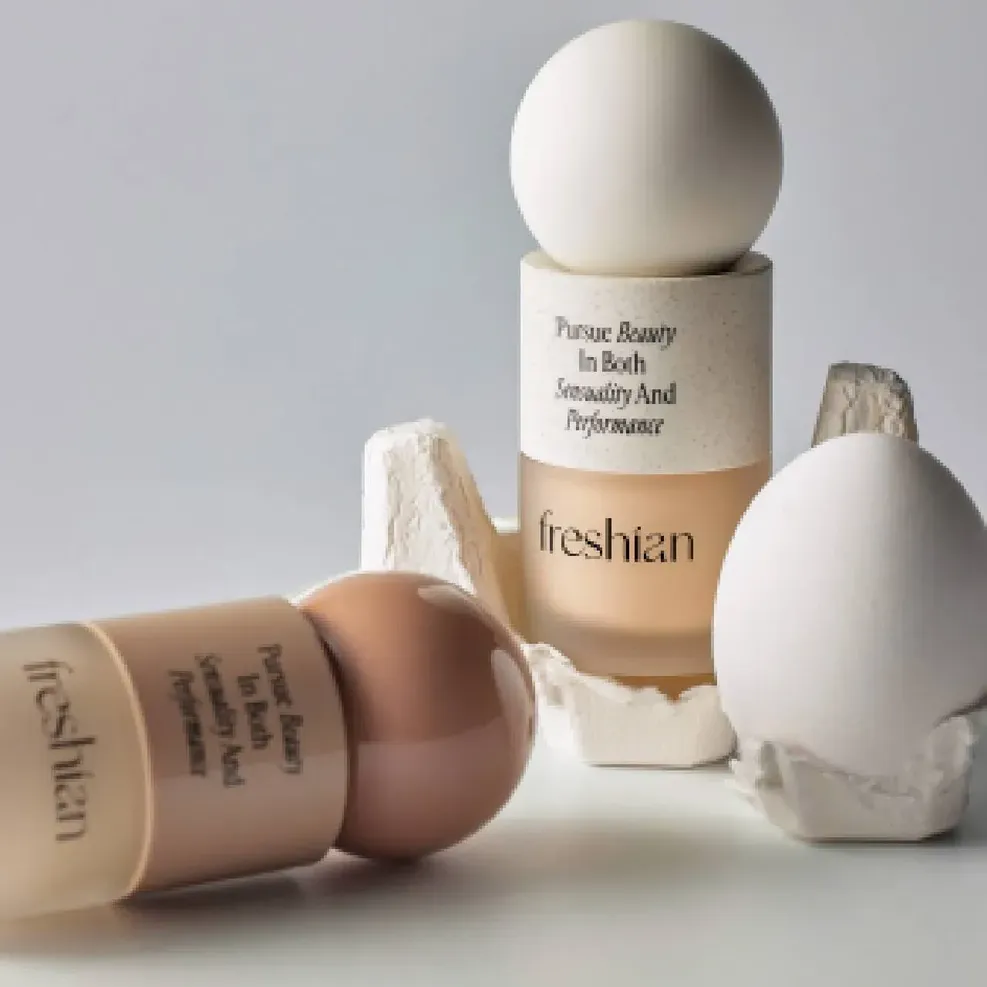 Pursue Beauty
In Both
Sensuality And
Performance
freshian
Pursue Beauty
In Both
Sensuality And
Performance
freshian